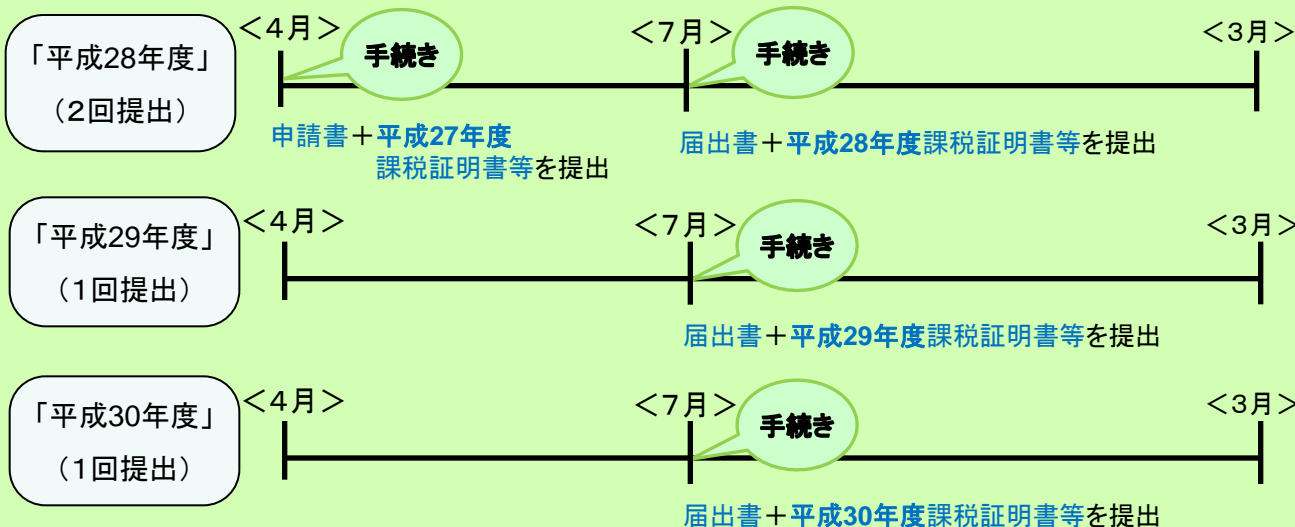 「平成28年度」
（2回提出）
＜4月＞
手続き
＜7月＞
手続き
＜3月＞
申請書＋平成27年度
課税証明書等を提出
届出書＋平成28年度課税証明書等を提出
「平成29年度」
（1回提出）
＜4月＞
＜7月＞
手続き
＜3月＞
届出書＋平成29年度課税証明書等を提出
「平成30年度」
（1回提出）
＜4月＞
＜7月＞
手続き
＜3月＞
届出書＋平成30年度課税証明書等を提出